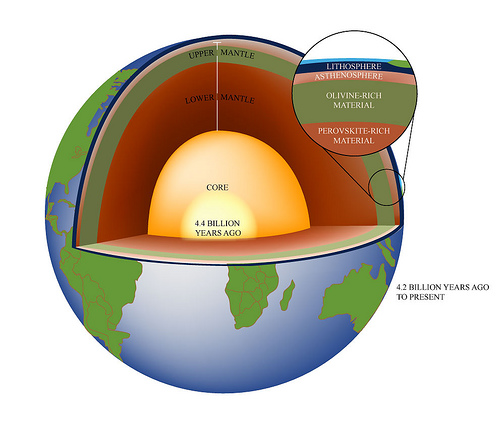 UPPER MANTLE
LOWER MANTLE
CORE
4.4 BILLION
YEARS AGO
LITHOSPHERE
ASTHENOSPHERE
OLIVINE-RICH
MATERIAL
PEROVSKITE-RICH
MATERIAL
4.2 BILLION YEARS AGO
TO PRESENT